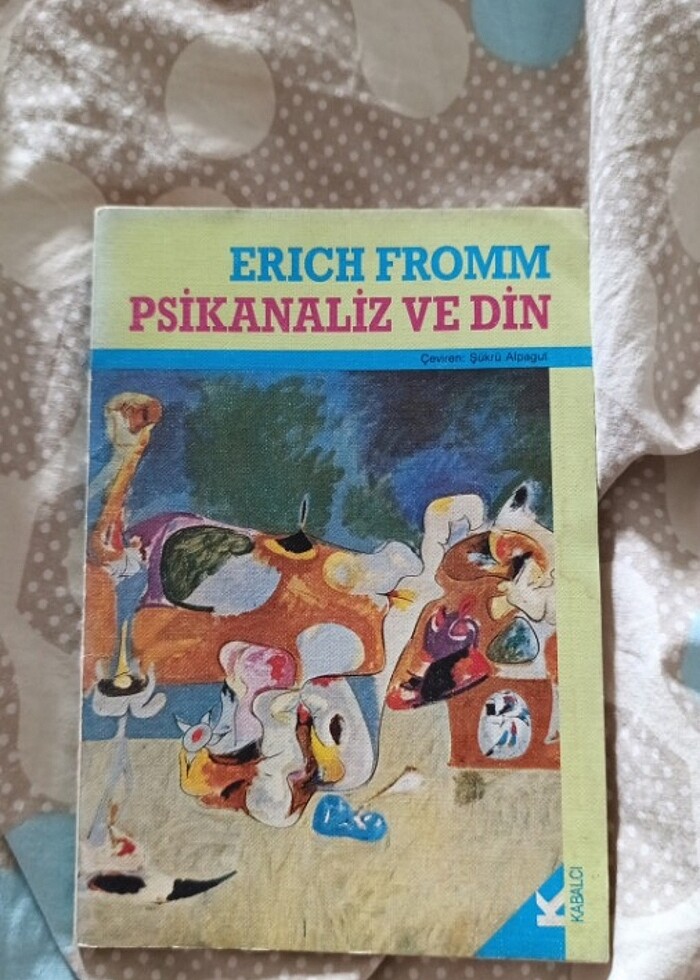 ERICH FROMM
PSİKANALİZ VE DİN
Çeviren: Şükrü Alpagut
K
KABALCI